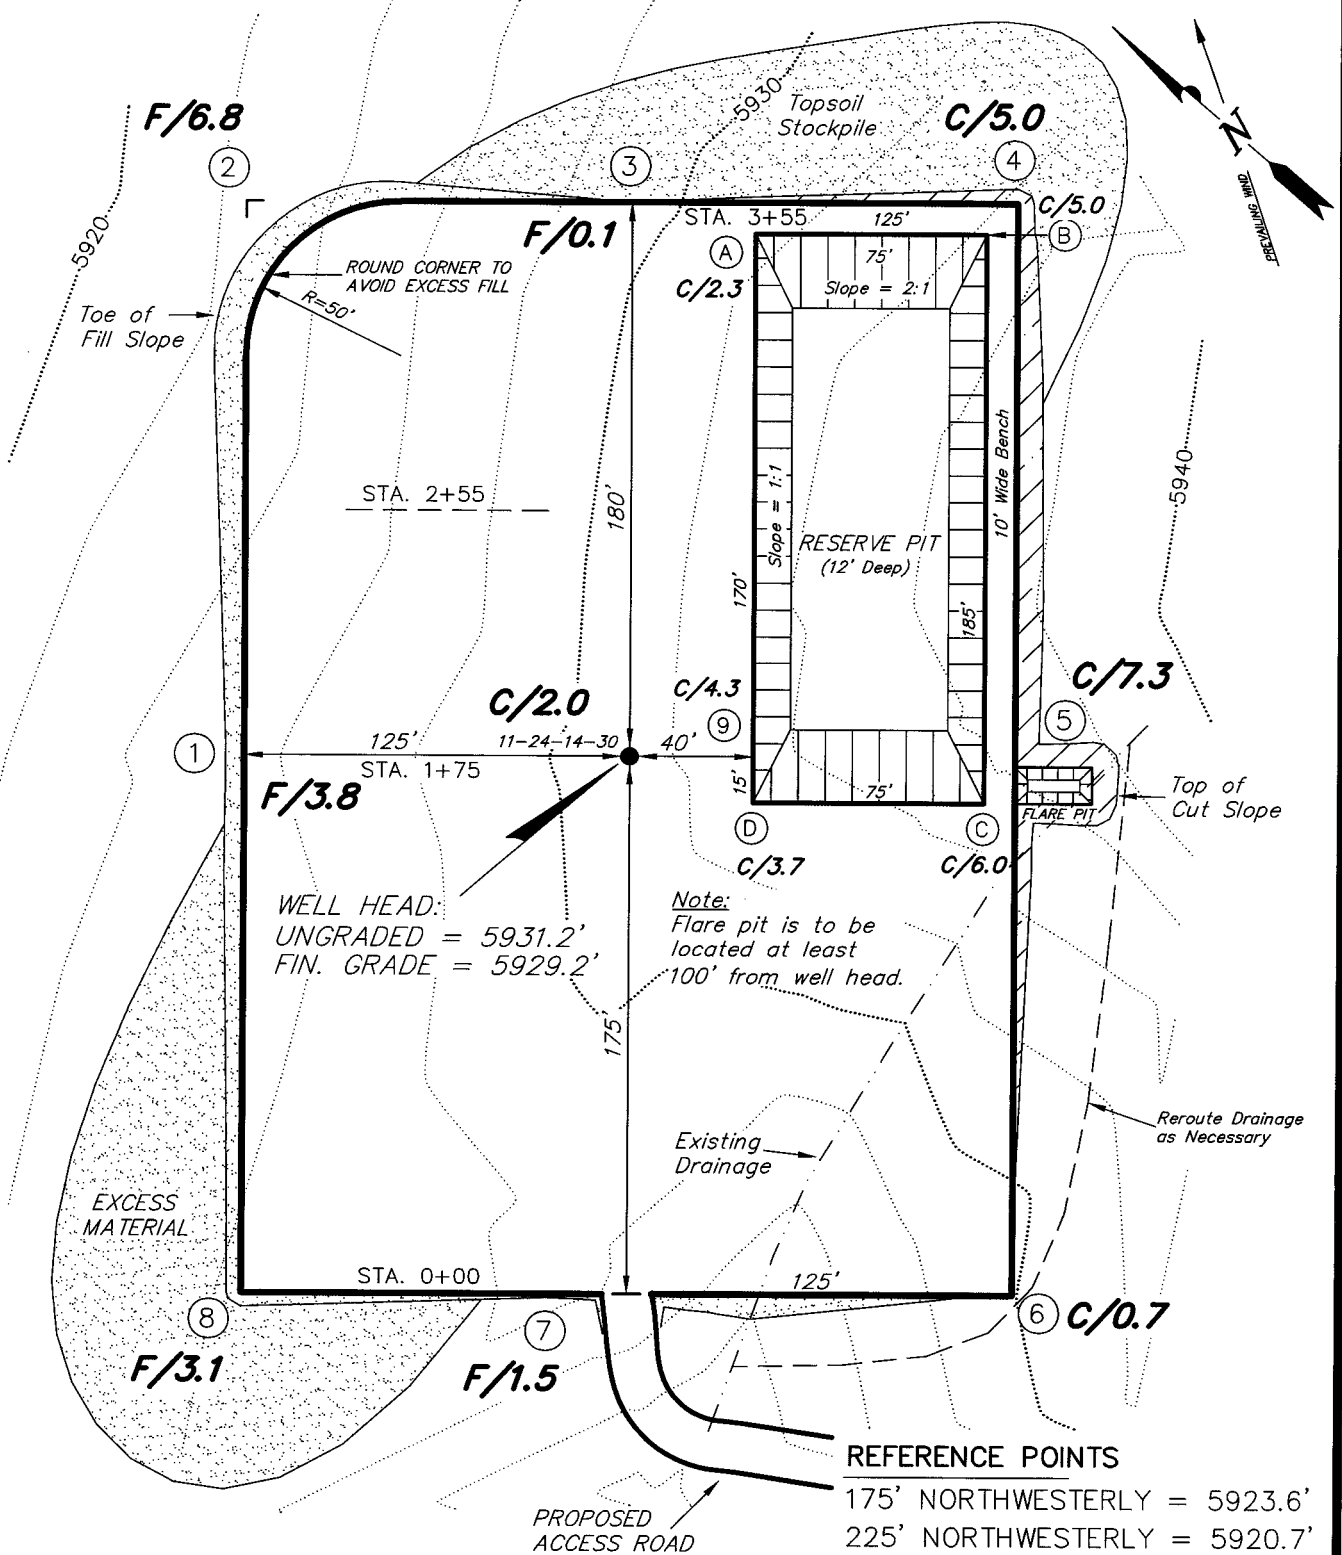 F/6.8
2
5920
Toe of
Fill Slope
3
5930
Topsoil
Stockpile
C/5.0
4
N
PREVAILING WIND
F/0.1
STA. 3+55
125'
C/5.0
B
A
C/2.3
75'
Slope = 2:1
ROUND CORNER TO
AVOID EXCESS FILL
R=50'
STA. 2+55
180'
Slope = 1:1
170'
RESERVE PIT
(12' Deep)
10' Wide Bench
185'
5940
C/7.3
5
C/4.3
9
C/2.0
11-24-14-30
40'
1
125'
STA. 1+75
F/3.8
15'
75'
FLARE PIT
Top of
Cut Slope
D
C
C/3.7
C/6.0
WELL HEAD:
UNGRADED = 5931.2'
FIN. GRADE = 5929.2'
Note:
Flare pit is to be
located at least
100' from well head.
175'
Existing
Drainage
Reroute Drainage
as Necessary
EXCESS
MATERIAL
STA. 0+00
125'
8
F/3.1
7
F/1.5
6
C/0.7
PROPOSED
ACCESS ROAD
REFERENCE POINTS
175' NORTHWESTERLY = 5923.6'
225' NORTHWESTERLY = 5920.7'